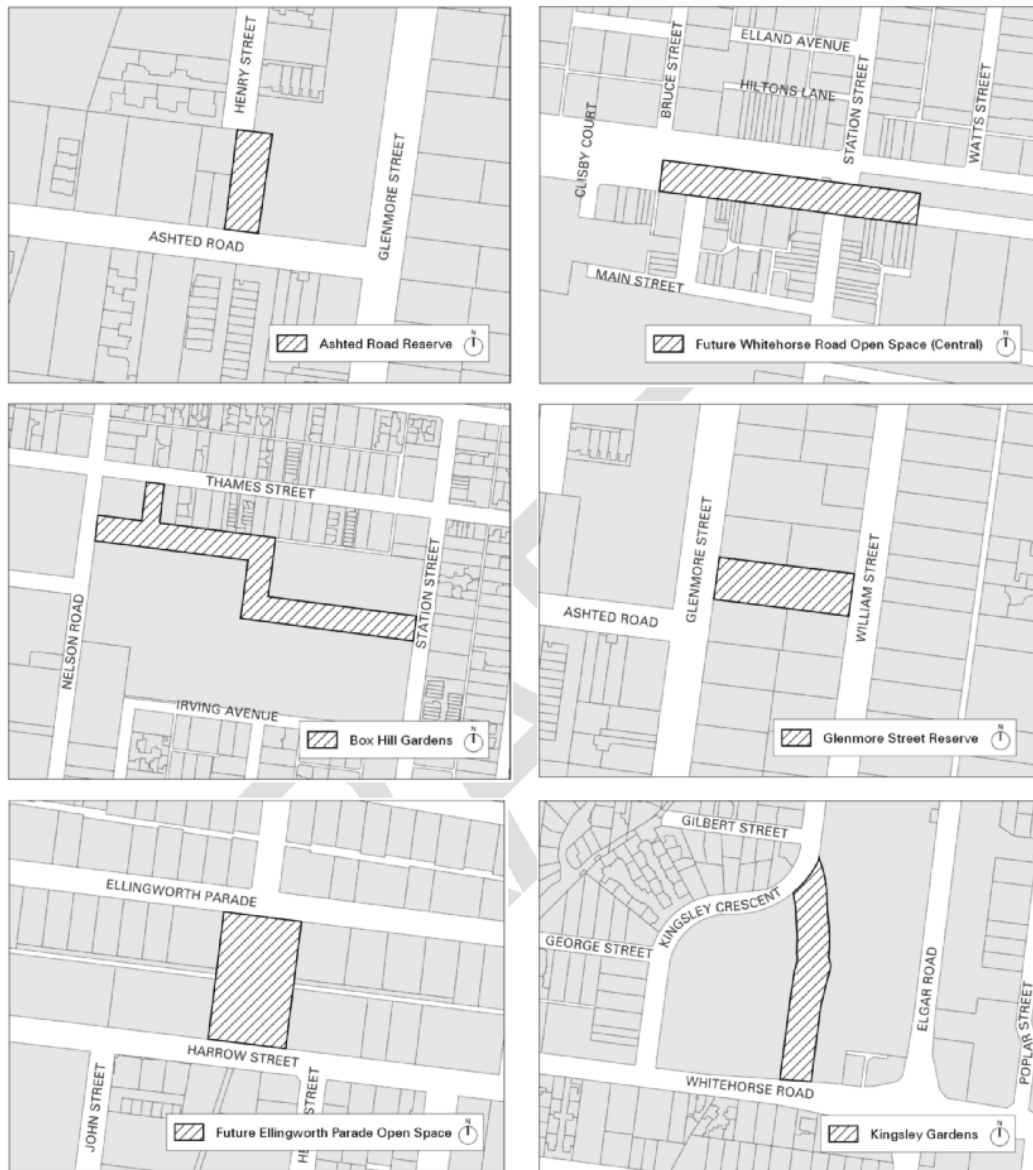 HENRY STREET
GLENMORE STREET
ASHTED ROAD
Ashted Road Reserve
N
ELLAND AVENUE
BRUCE STREET
HILTONS LANE
STATION STREET
WATTS STREET
CLISBY COURT
MAIN STREET
Future Whitehorse Road Open Space (Central)
N
THAMES STREET
STATION STREET
NELSON ROAD
IRVING AVENUE
Box Hill Gardens
N
GLENMORE STREET
WILLIAM STREET
ASHTED ROAD
Glenmore Street Reserve
N
ELLINGWORTH PARADE
HARROW STREET
JOHN STREET
Future Ellingworth Parade Open Space
N
GILBERT STREET
KINGSLEY CRESCENT
GEORGE STREET
ELGAR ROAD
POPLAR STREET
WHITEHORSE ROAD
Kingsley Gardens
N